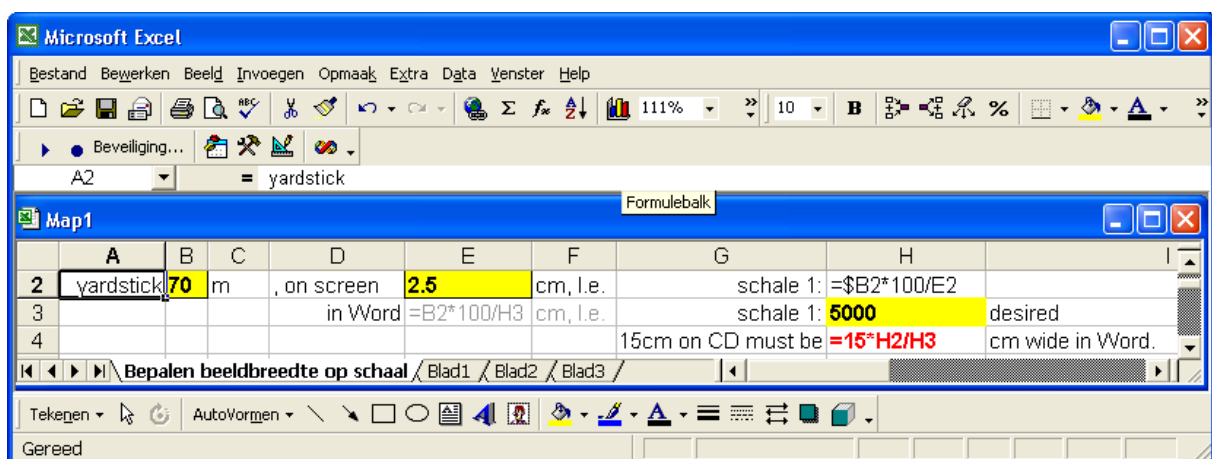 Microsoft Excel
Bestand Bewerken Beeld Invoegen Opmaak Extra Data Venster Help
ABC Σ fx 111% 10 B % A
Beveiliging...
A2 = yardstick
Formulebalk
Map1
A B C D E F G H I
2 yardstick 70 m , on screen 2.5 cm, I.e. schale 1: =$B2*100/E2
3 in Word =B2*100/H3 cm, I.e. schale 1: 5000 desired
4 15cm on CD must be =15*H2/H3 cm wide in Word.
Bepalen beeldbreedte op schaal Blad1 Blad2 Blad3
Tekenen AutoVormen A A
Gereed